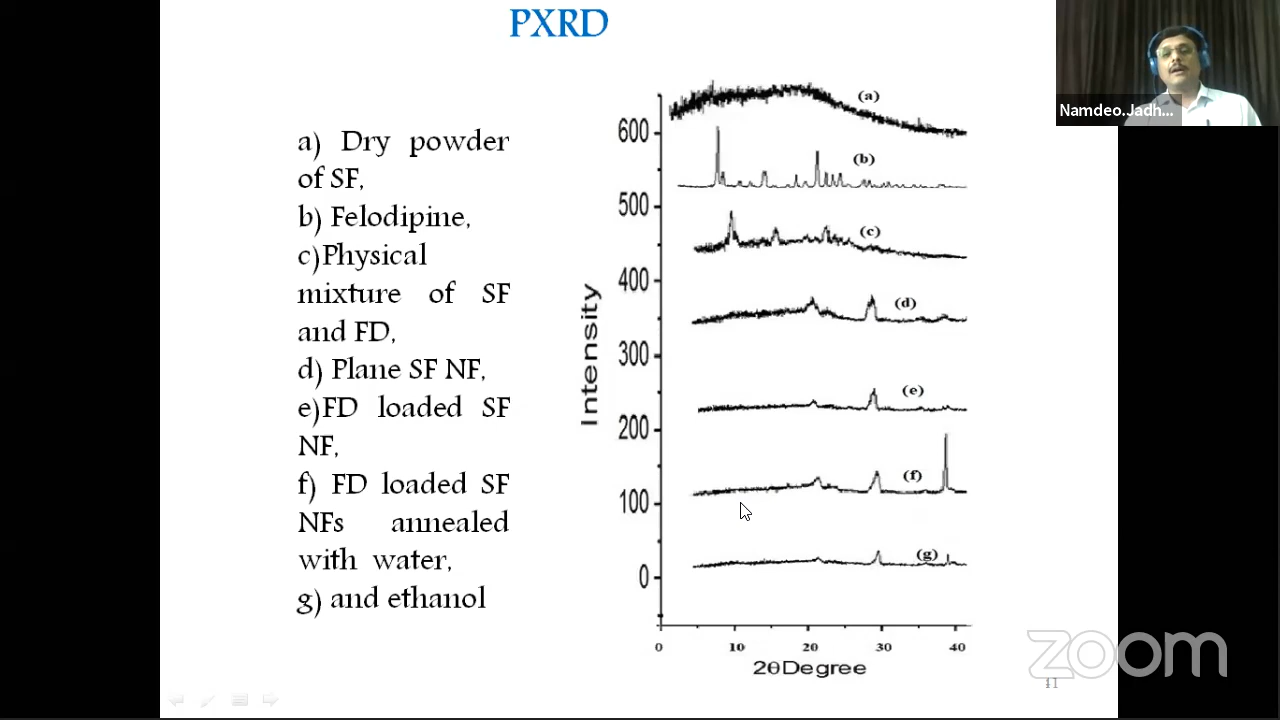 PXRD
Namdeo.Jadh...
a) Dry powder
of SF,
b) Felodipine,
c)Physical
mixture of SF
and FD,
d) Plane SF NF,
e)FD loaded SF
NF,
f) FD loaded SF
NFs annealed
with water,
g) and ethanol
Intensity
600
500
400
300
200
100
0
(a)
(b)
(c)
(d)
(e)
(f)
(g)
0 10 20 30 40
2θDegree
zoom
41